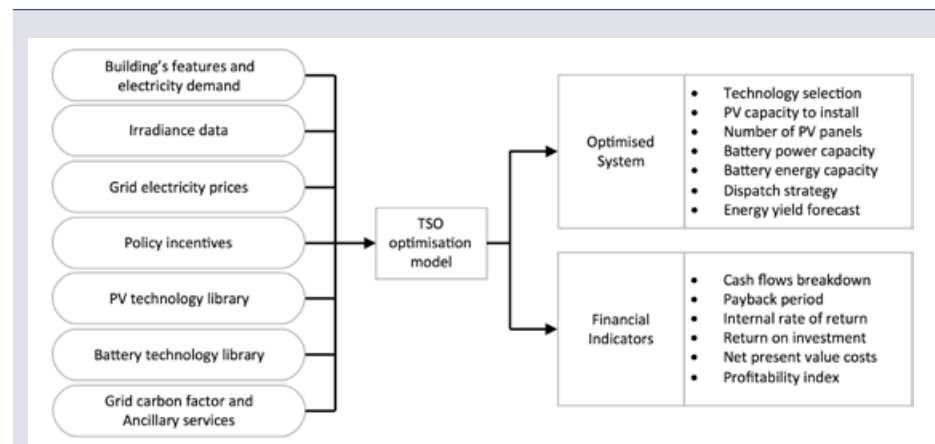 Building's features and
electricity demand
Irradiance data
Grid electricity prices
Policy incentives
PV technology library
Battery technology library
Grid carbon factor and
Ancillary services
TSO
optimisation
model
Optimised
System
• Technology selection
• PV capacity to install
• Number of PV panels
• Battery power capacity
• Battery energy capacity
• Dispatch strategy
• Energy yield forecast
Financial
Indicators
• Cash flows breakdown
• Payback period
• Internal rate of return
• Return on investment
• Net present value costs
• Profitability index